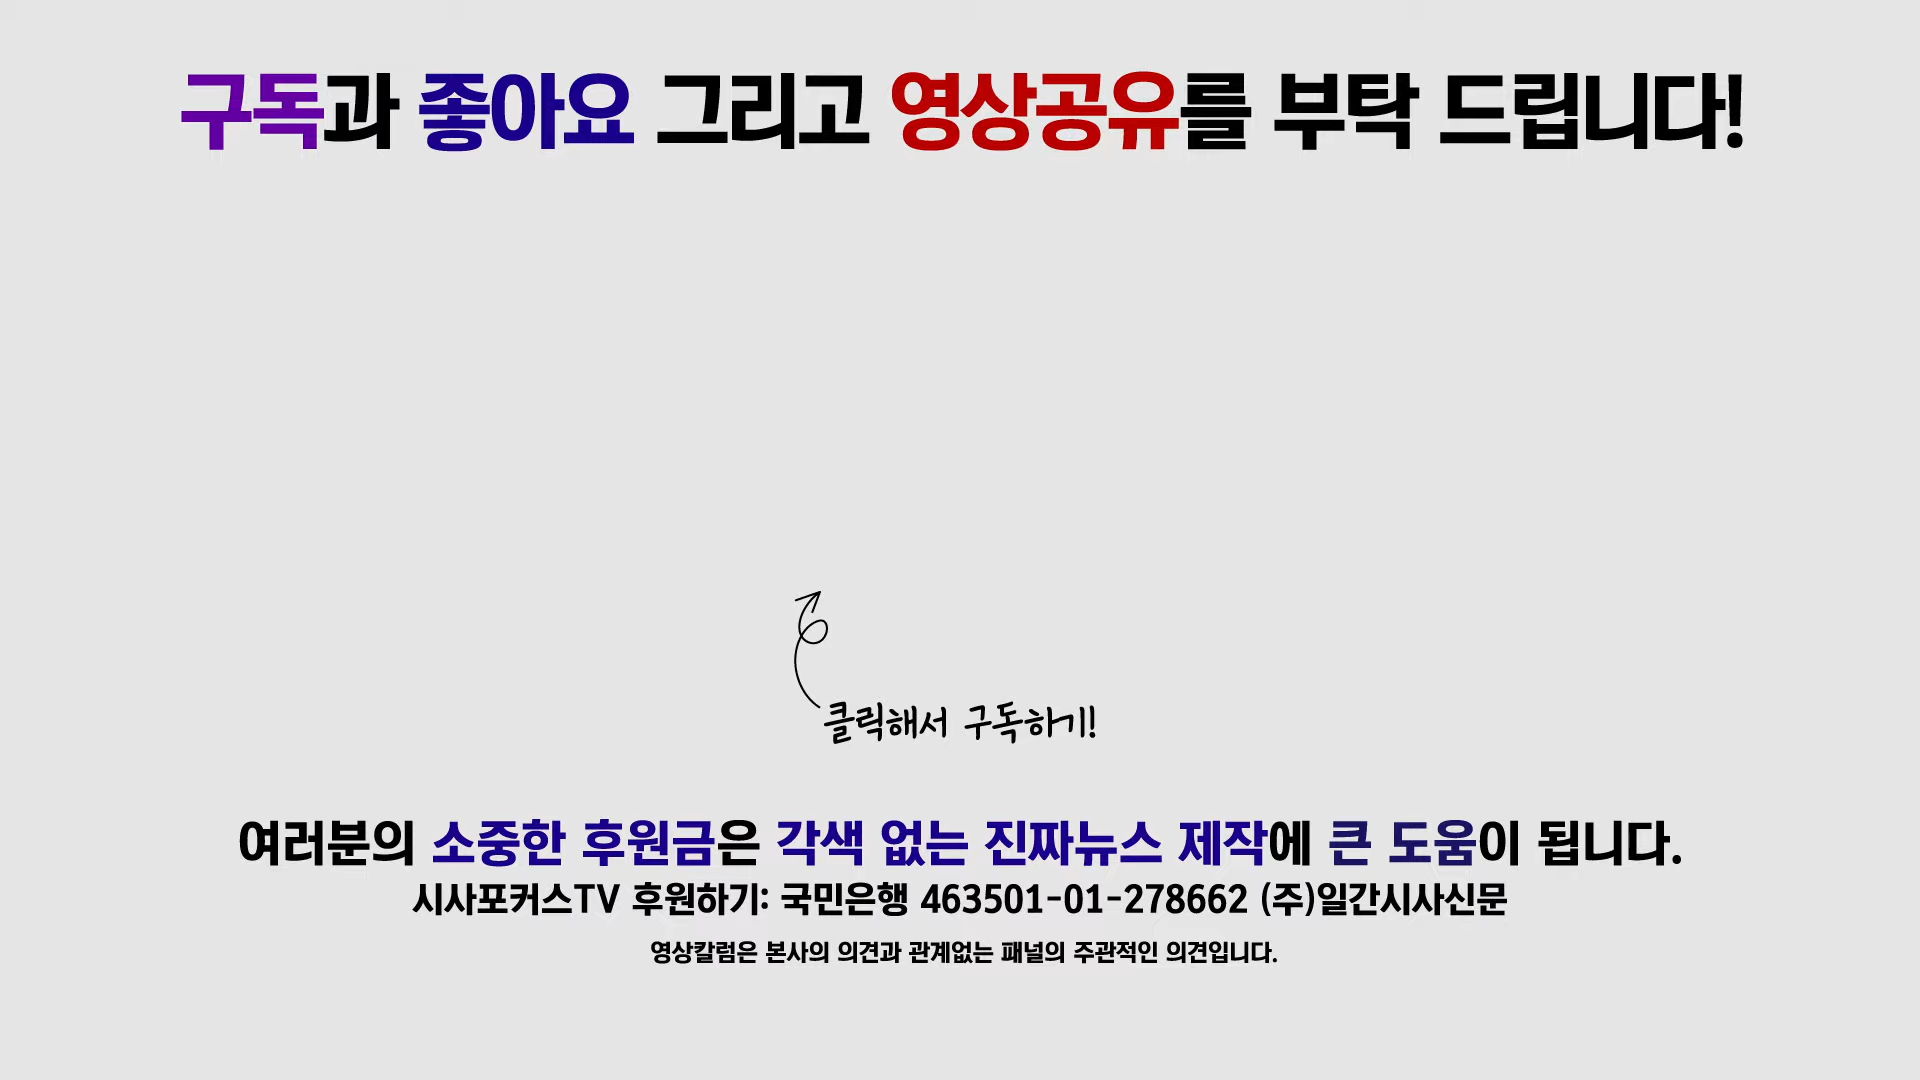 구독과 좋아요 그리고 영상공유를 부탁 드립니다!
클릭해서 구독하기!
여러분의 소중한 후원금은 각색 없는 진짜뉴스 제작에 큰 도움이 됩니다.
시사포커스TV 후원하기: 국민은행 463501-01-278662 (주)일간시사신문
영상칼럼은 본사의 의견과 관계없는 패널의 주관적인 의견입니다.